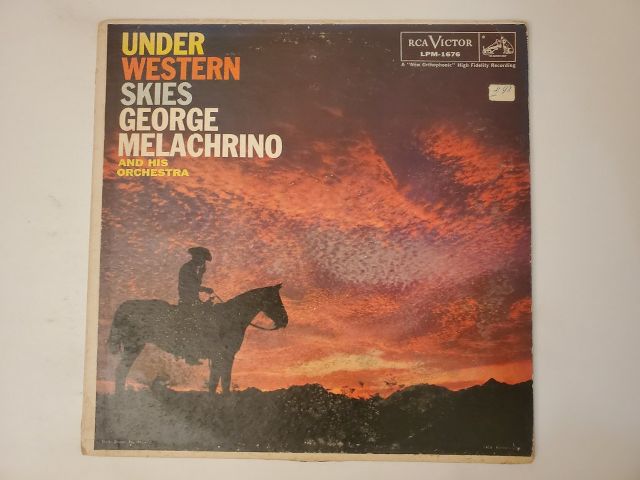 UNDER
WESTERN
SKIES
GEORGE
MELACHRINO
AND HIS
ORCHESTRA
RCA VICTOR
LPM-1676
A "New Orthophonic" High Fidelity Recording